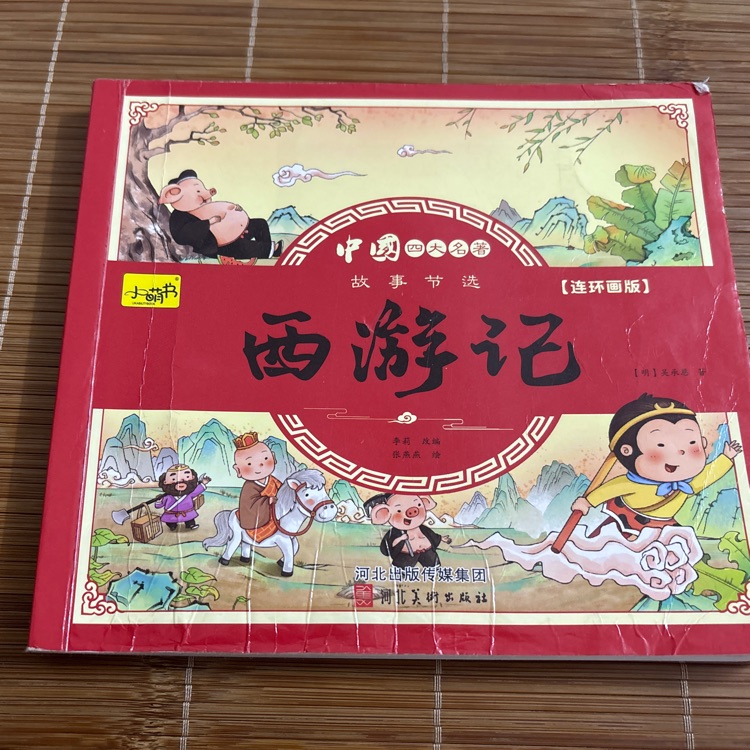 中國四大名著
故事节选
【连环画版】
小萌书
西游记
【明】吴承恩 著
李莉 改编
张燕燕 绘
河北出版传媒集团
河北美术出版社